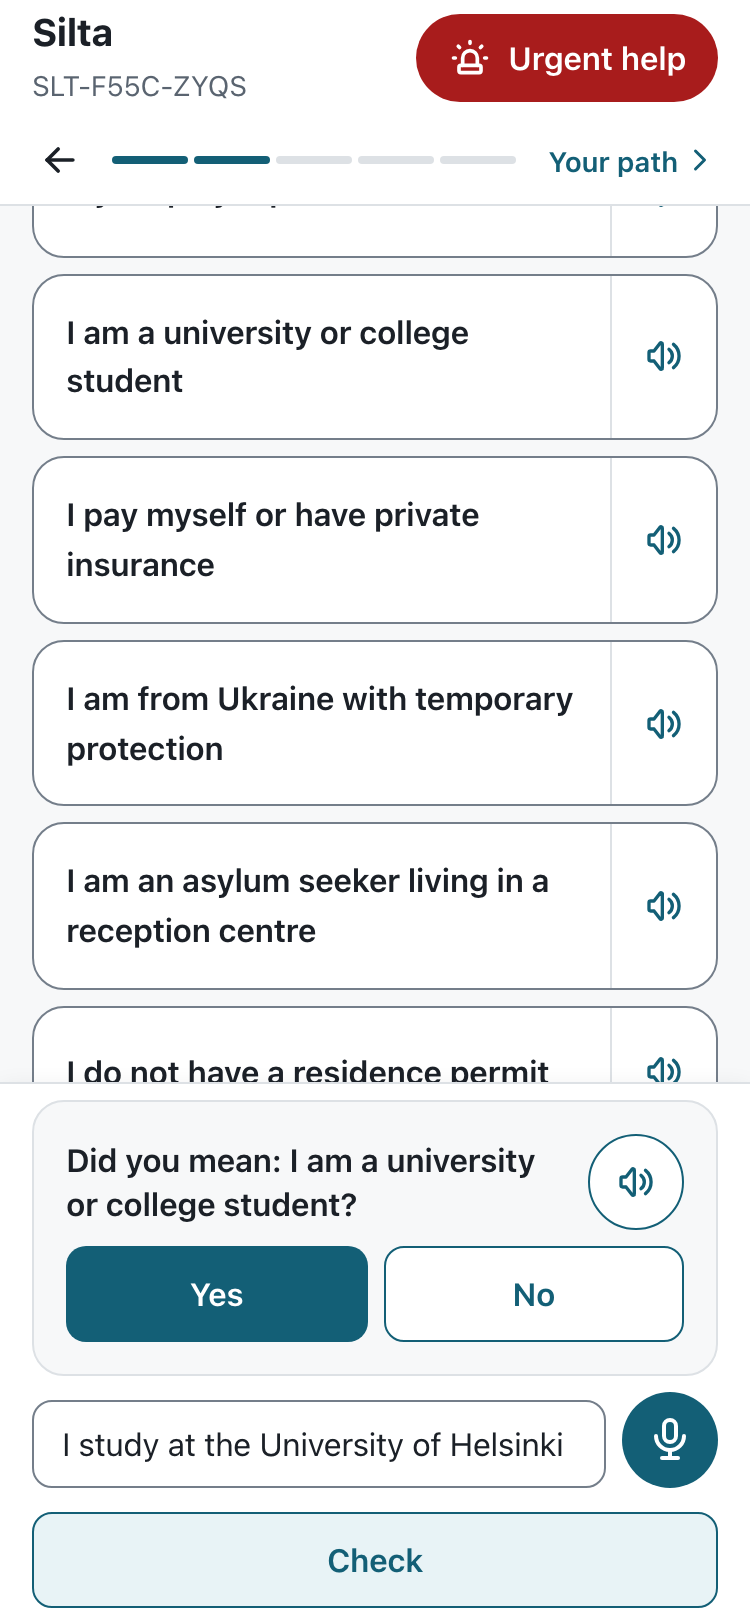 Silta
SLT-F55C-ZYQS
Urgent help
Your path
I am a university or college
student
I pay myself or have private
insurance
I am from Ukraine with temporary
protection
I am an asylum seeker living in a
reception centre
I do not have a residence permit
Did you mean: I am a university
or college student?
Yes
No
I study at the University of Helsinki
Check